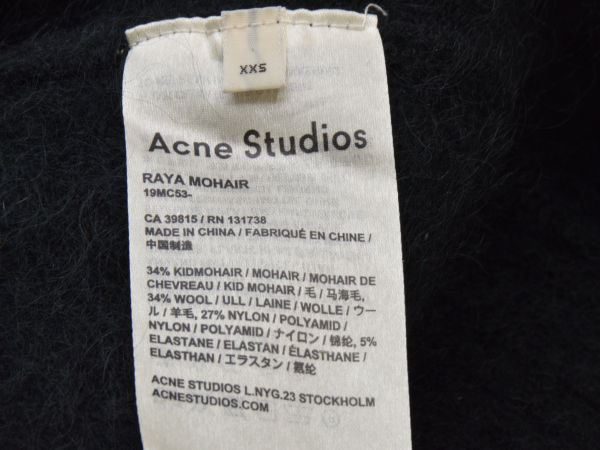 XXS
Acne Studios
RAYA MOHAIR
19MC53-
CA 39815 / RN 131738
MADE IN CHINA / FABRIQUÉ EN CHINE /
中国制造
34% KIDMOHAIR / MOHAIR / MOHAIR DE
CHEVREAU / KID MOHAIR / 毛 / 马海毛,
34% WOOL / ULL / LAINE / WOLLE / ウー
ル / 羊毛, 27% NYLON / POLYAMID /
NYLON / POLYAMID / ナイロン / 锦纶, 5%
ELASTANE / ELASTAN / ÉLASTHANE /
ELASTHAN / エラスタン / 氨纶
ACNE STUDIOS L.NYG.23 STOCKHOLM
ACNESTUDIOS.COM